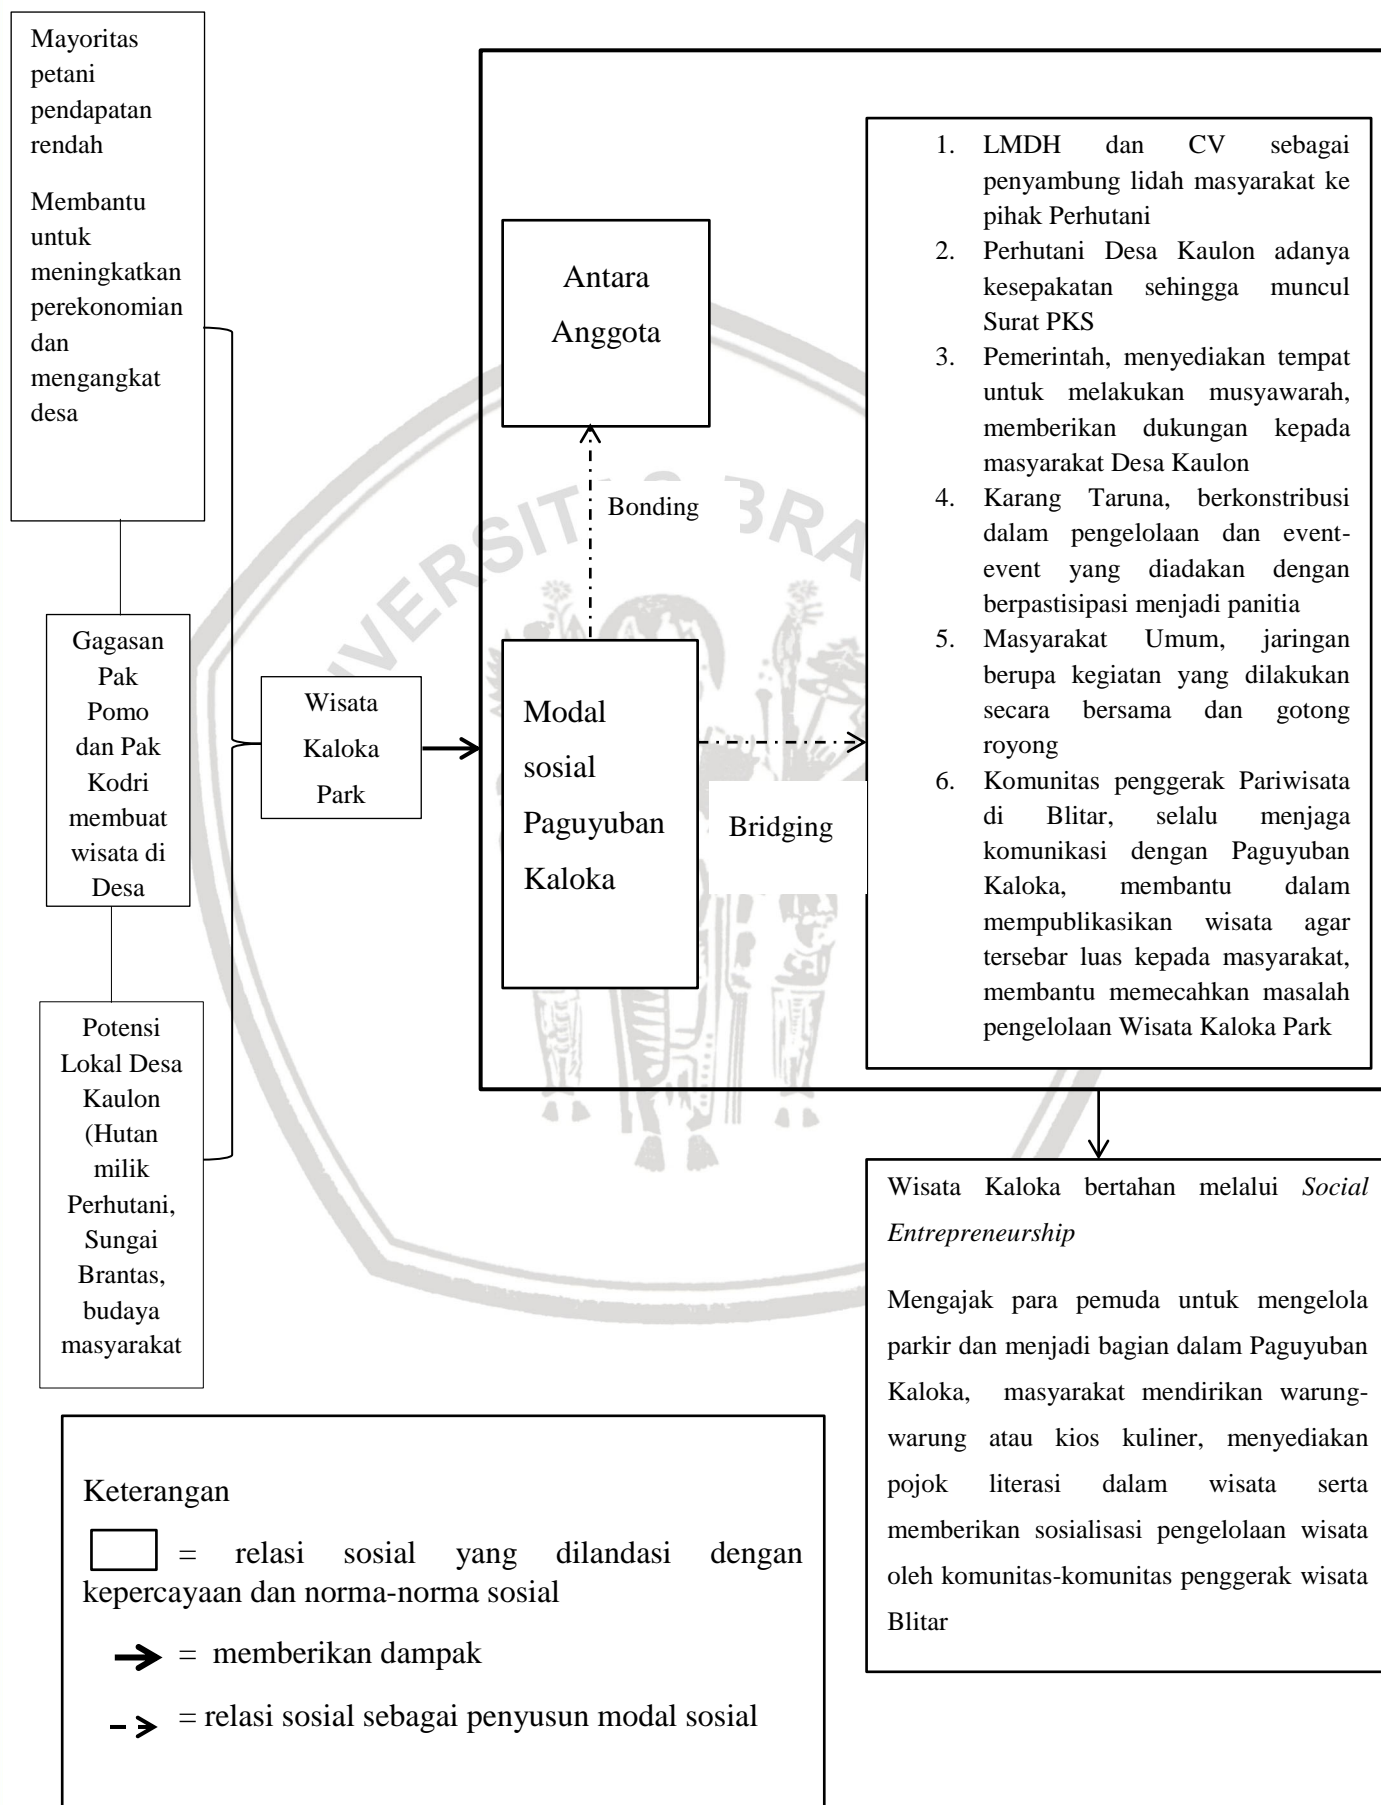 Mayoritas
petani
pendapatan
rendah
Membantu
untuk
meningkatkan
perekonomian
dan
mengangkat
desa
Gagasan
Pak
Pomo
dan Pak
Kodri
membuat
wisata di
Desa
Potensi
Lokal Desa
Kaulon
(Hutan
milik
Perhutani,
Sungai
Brantas,
budaya
masyarakat
Wisata
Kaloka
Park
Antara
Anggota
Bonding
Modal
sosial
Paguyuban
Kaloka
Bridging
1. LMDH dan CV sebagai
penyambung lidah masyarakat ke
pihak Perhutani
2. Perhutani Desa Kaulon adanya
kesepakatan sehingga muncul
Surat PKS
3. Pemerintah, menyediakan tempat
untuk melakukan musyawarah,
memberikan dukungan kepada
masyarakat Desa Kaulon
4. Karang Taruna, berkonstribusi
dalam pengelolaan dan event-
event yang diadakan dengan
berpastisipasi menjadi panitia
5. Masyarakat Umum, jaringan
berupa kegiatan yang dilakukan
secara bersama dan gotong
royong
6. Komunitas penggerak Pariwisata
di Blitar, selalu menjaga
komunikasi dengan Paguyuban
Kaloka, membantu dalam
mempublikasikan wisata agar
tersebar luas kepada masyarakat,
membantu memecahkan masalah
pengelolaan Wisata Kaloka Park
Wisata Kaloka bertahan melalui Social
Entrepreneurship
Mengajak para pemuda untuk mengelola
parkir dan menjadi bagian dalam Paguyuban
Kaloka, masyarakat mendirikan warung-
warung atau kios kuliner, menyediakan
pojok literasi dalam wisata serta
memberikan sosialisasi pengelolaan wisata
oleh komunitas-komunitas penggerak wisata
Blitar
Keterangan
= relasi sosial yang dilandasi dengan
kepercayaan dan norma-norma sosial
= memberikan dampak
= relasi sosial sebagai penyusun modal sosial